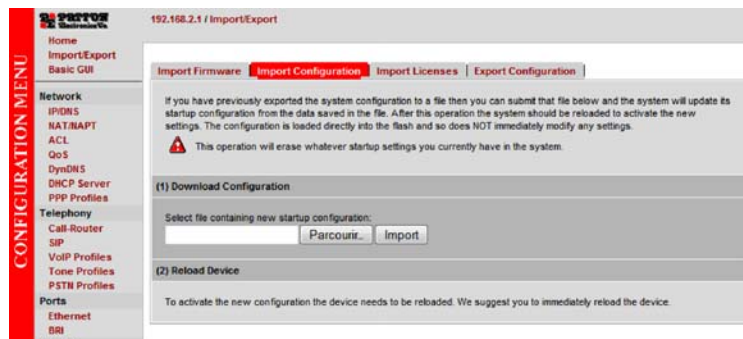 PATTON
Electronics Co.
192.168.2.1 / Import/Export
CONFIGURATION MENU
Home
Import/Export
Basic GUI
Network
IP/DNS
NAT/NAPT
ACL
QoS
DynDNS
DHCP Server
PPP Profiles
Telephony
Call-Router
SIP
VoIP Profiles
Tone Profiles
PSTN Profiles
Ports
Ethernet
BRI
Import Firmware
Import Configuration
Import Licenses
Export Configuration
If you have previously exported the system configuration to a file then you can submit that file below and the system will update its
startup configuration from the data saved in the file. After this operation the system should be reloaded to activate the new
settings. The configuration is loaded directly into the flash and so does NOT immediately modify any settings.
This operation will erase whatever startup settings you currently have in the system.
(1) Download Configuration
Select file containing new startup configuration:
Parcourir...
Import
(2) Reload Device
To activate the new configuration the device needs to be reloaded. We suggest you to immediately reload the device.